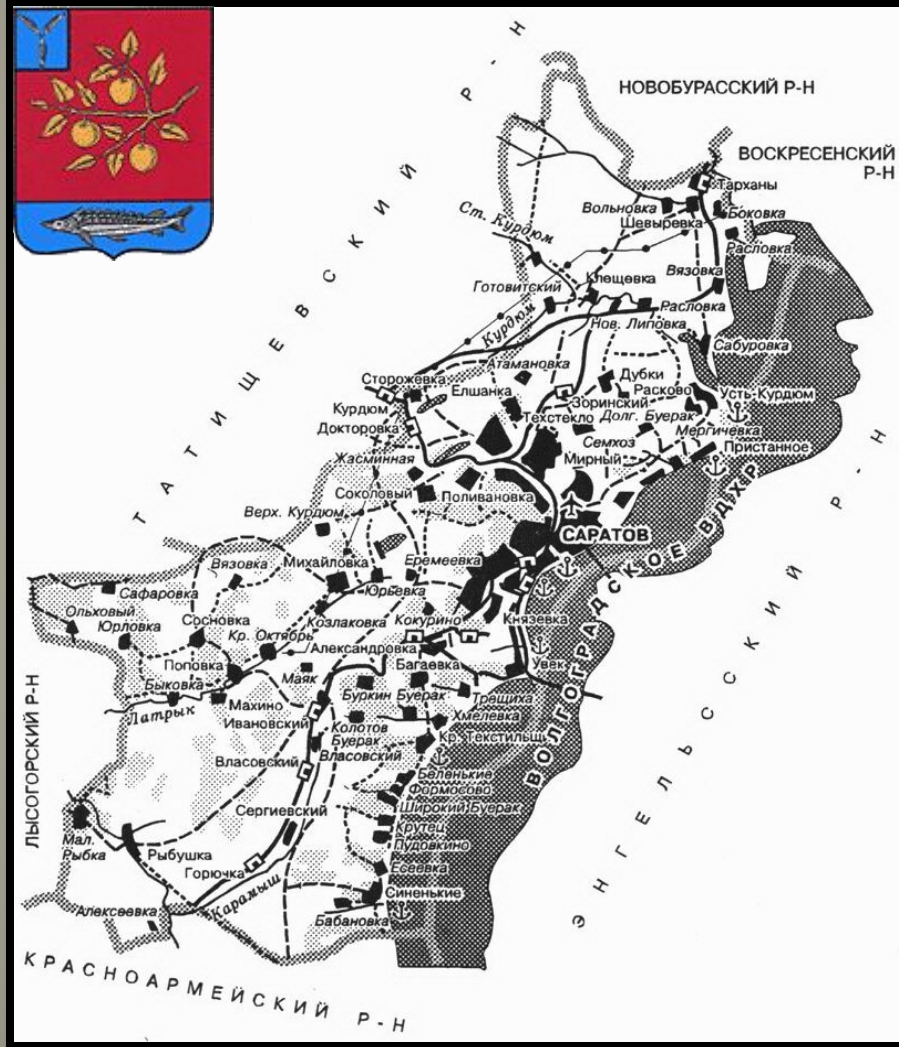 НОВОБУРАССКИЙ Р-Н
ВОСКРЕСЕНСКИЙ
Р-Н
ТАТИЩЕВСКИЙ Р-Н
Тарханы
Вольновка
Шевыревка
Боковка
Расловка
Ст. Курдюм
Вязовка
Клещевка
Готовитский
Расловка
Курдюм
Нов. Липовка
Сабуровка
Атамановка
Сторожевка
Елшанка
Дубки
Расково
Усть-Курдюм
Зоринский
Курдюм
Докторовка
Техстекло
Долг. Буерак
Мергичевка
Семхоз
Пристанное
Мирный
Жасминная
Соколовый
Поливановка
Верх. Курдюм
САРАТОВ
ВОЛГОГРАДСКОЕ ВДХР.
Вязовка
Михайловка
Еремеевка
Сафаровка
Юрьевка
Ольховый
Юрловка
Сосновка
Козлаковка
Кокурино
Князевка
Кр. Октябрь
Александровка
Поповка
Багаевка
Увек
Маяк
Быковка
Буркин Буерак
Трещиха
Латрык
Махино
Ивановский
Хмелевка
Колотов
Буерак
Кр. Текстильщ.
Власовский
Власовский
Беленькие
Формосово
Сергиевский
Широкий Буерак
Крутец
Мал.
Рыбка
Рыбушка
Пудовкино
Горючка
Есеевка
Карамыш
Синенькие
Алексеевка
Бабановка
ЛЫСОГОРСКИЙ Р-Н
ЭНГЕЛЬССКИЙ Р-Н
КРАСНОАРМЕЙСКИЙ Р-Н